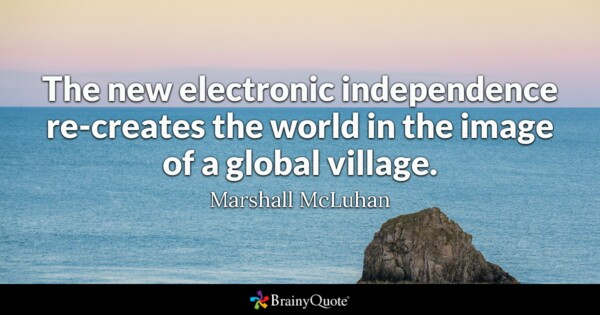 The new electronic independence
re-creates the world in the image
of a global village.
Marshall McLuhan
BrainyQuote